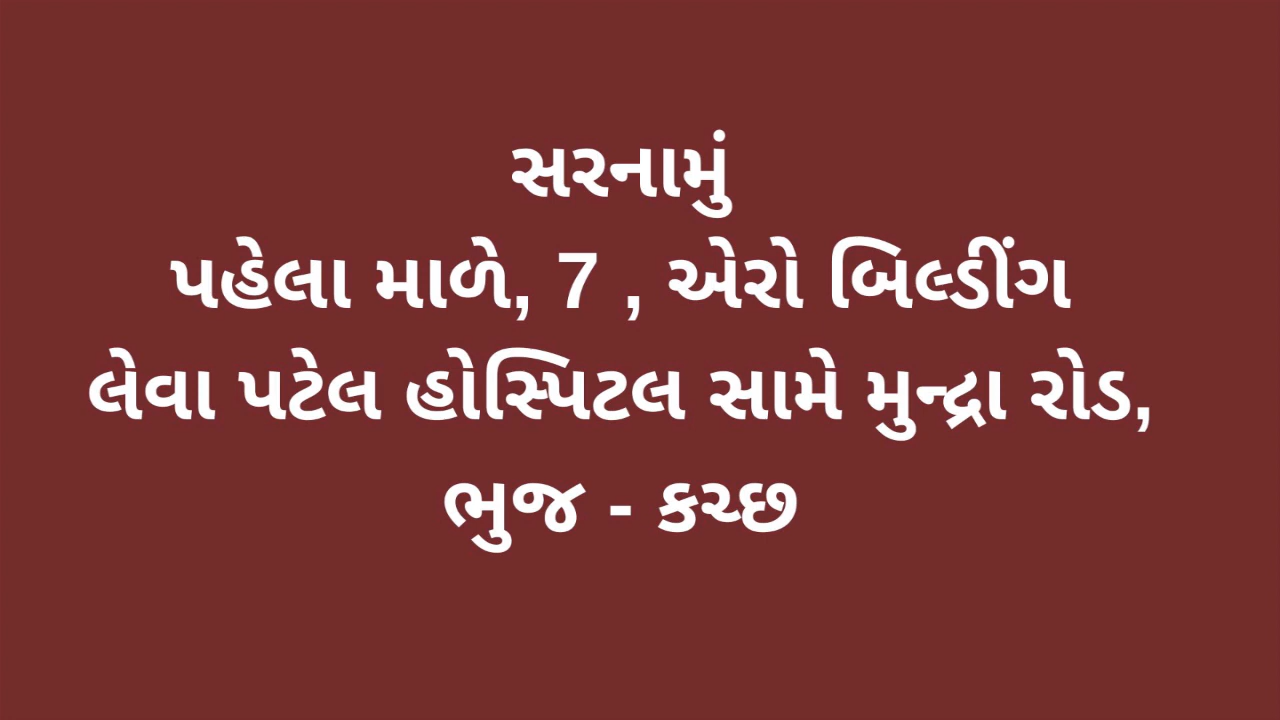 સરનામું
પહેલા માળે, 7 , એરો બિલ્ડીંગ
લેવા પટેલ હોસ્પિટલ સામે મુન્દ્રા રોડ,
ભુજ - કચ્છ